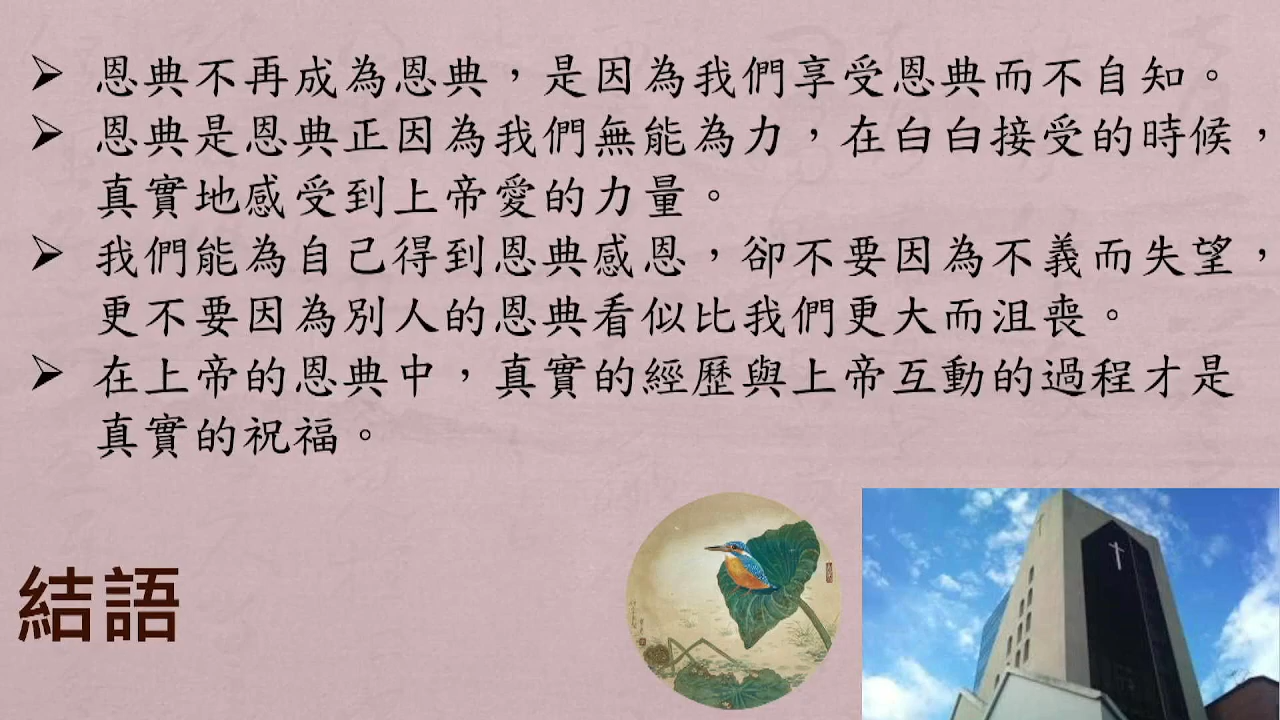 恩典不再成為恩典，是因為我們享受恩典而不自知。
恩典是恩典正因為我們無能為力，在白白接受的時候，
真實地感受到上帝愛的力量。
我們能為自己得到恩典感恩，卻不要因為不義而失望，
更不要因為別人的恩典看似比我們更大而沮喪。
在上帝的恩典中，真實的經歷與上帝互動的過程才是
真實的祝福。
結語